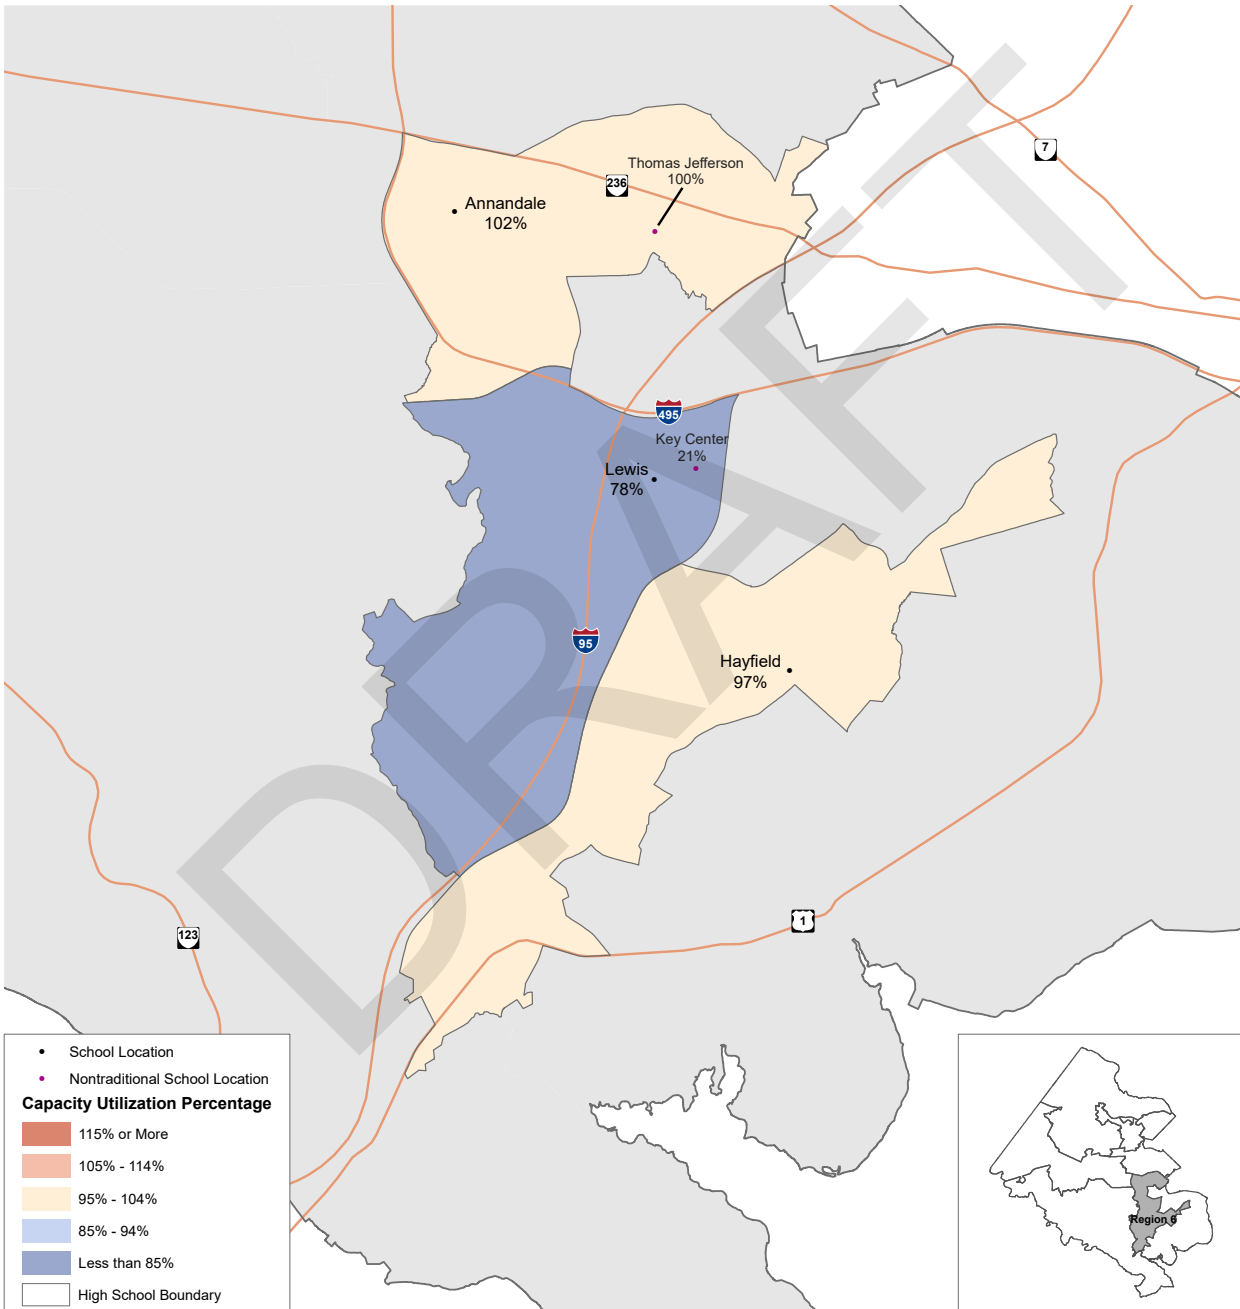 7
Thomas Jefferson
100%
236
Annandale
102%
495
Key Center
21%
Lewis
78%
95
Hayfield
97%
1
123
DRAFT
School Location
Nontraditional School Location
Capacity Utilization Percentage
115% or More
105% - 114%
95% - 104%
85% - 94%
Less than 85%
High School Boundary
Region 6